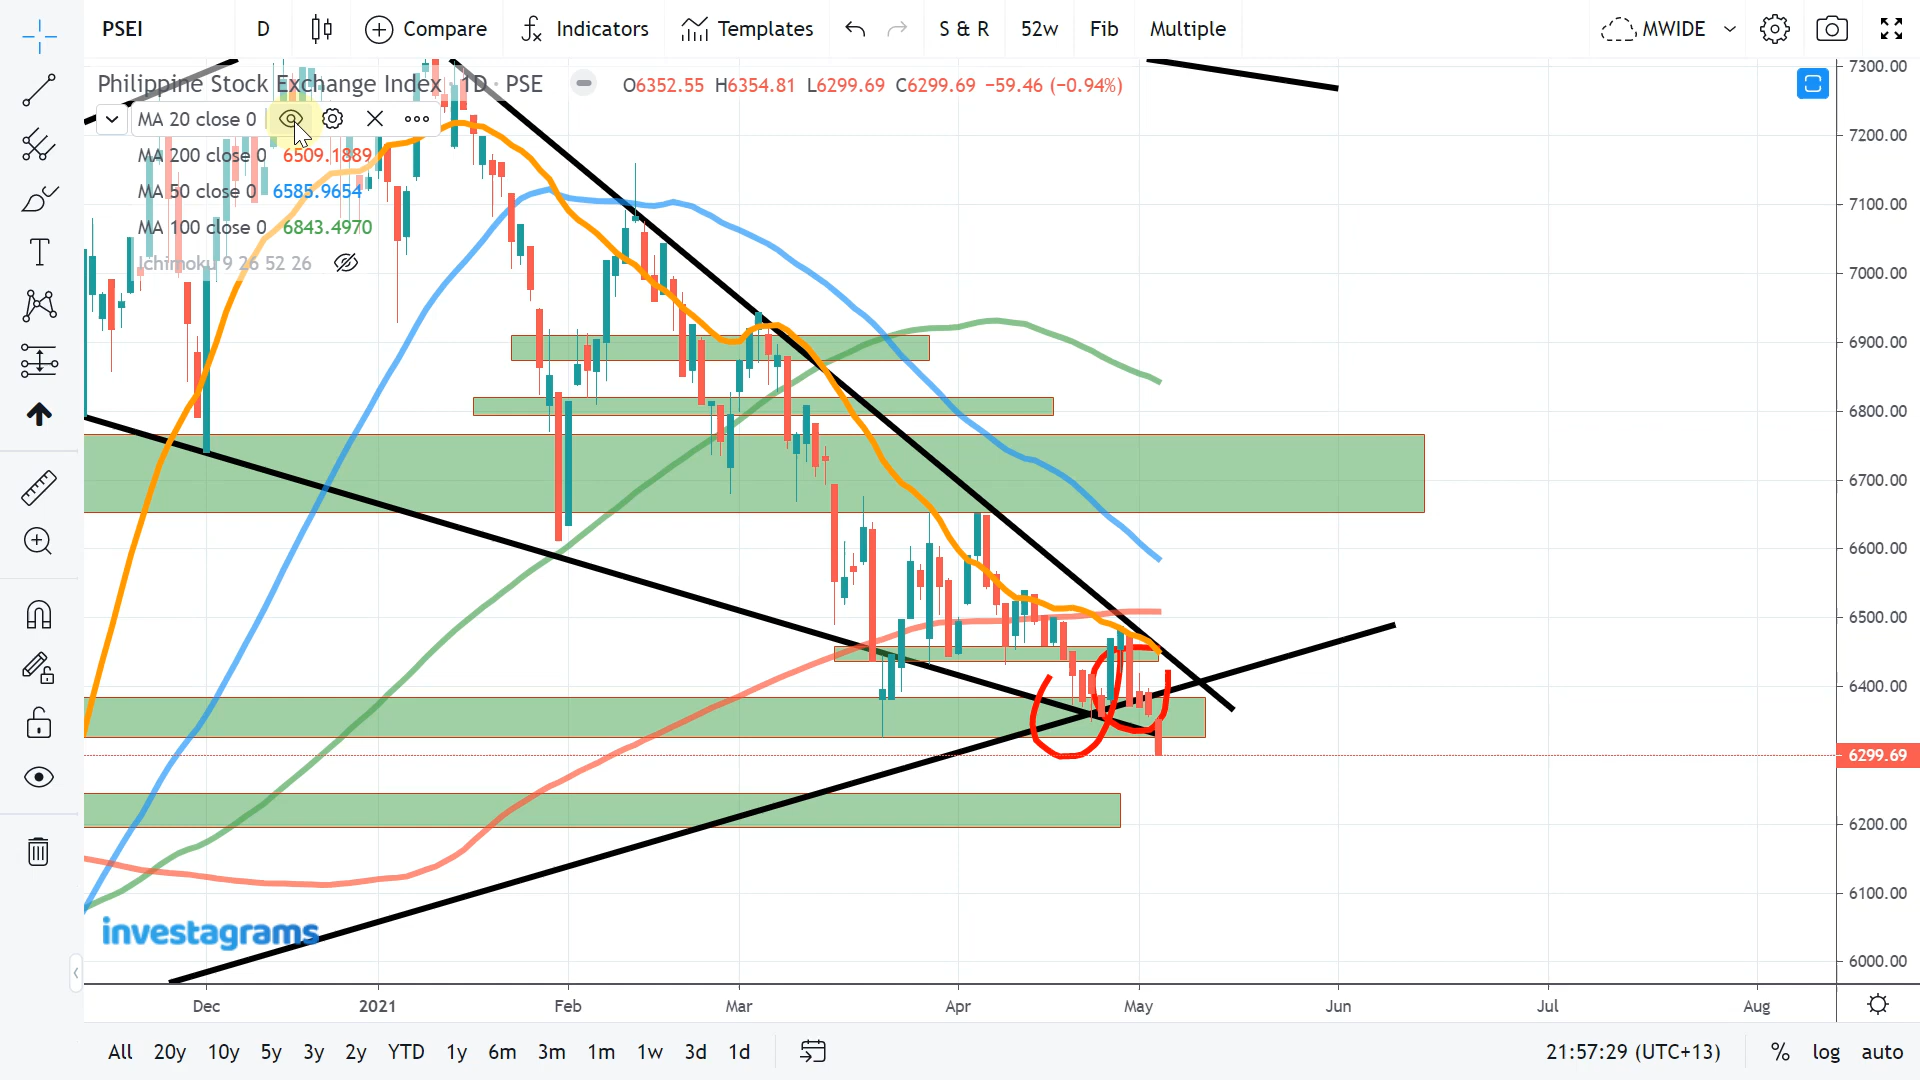 PSEI D Compare Indicators Templates S & R 52w Fib Multiple MWIDE
Philippine Stock Exchange Index · 1D · PSE O6352.55 H6354.81 L6299.69 C6299.69 −59.46 (−0.94%)
MA 20 close 0
MA 200 close 0 6509.1889
MA 50 close 0 6585.9654
MA 100 close 0 6843.4970
Ichimoku 9 26 52 26
7300.00
7200.00
7100.00
7000.00
6900.00
6800.00
6700.00
6600.00
6500.00
6400.00
6299.69
6200.00
6100.00
6000.00
investagrams
Dec 2021 Feb Mar Apr May Jun Jul Aug
All 20y 10y 5y 3y 2y YTD 1y 6m 3m 1m 1w 3d 1d 21:57:29 (UTC+13) % log auto